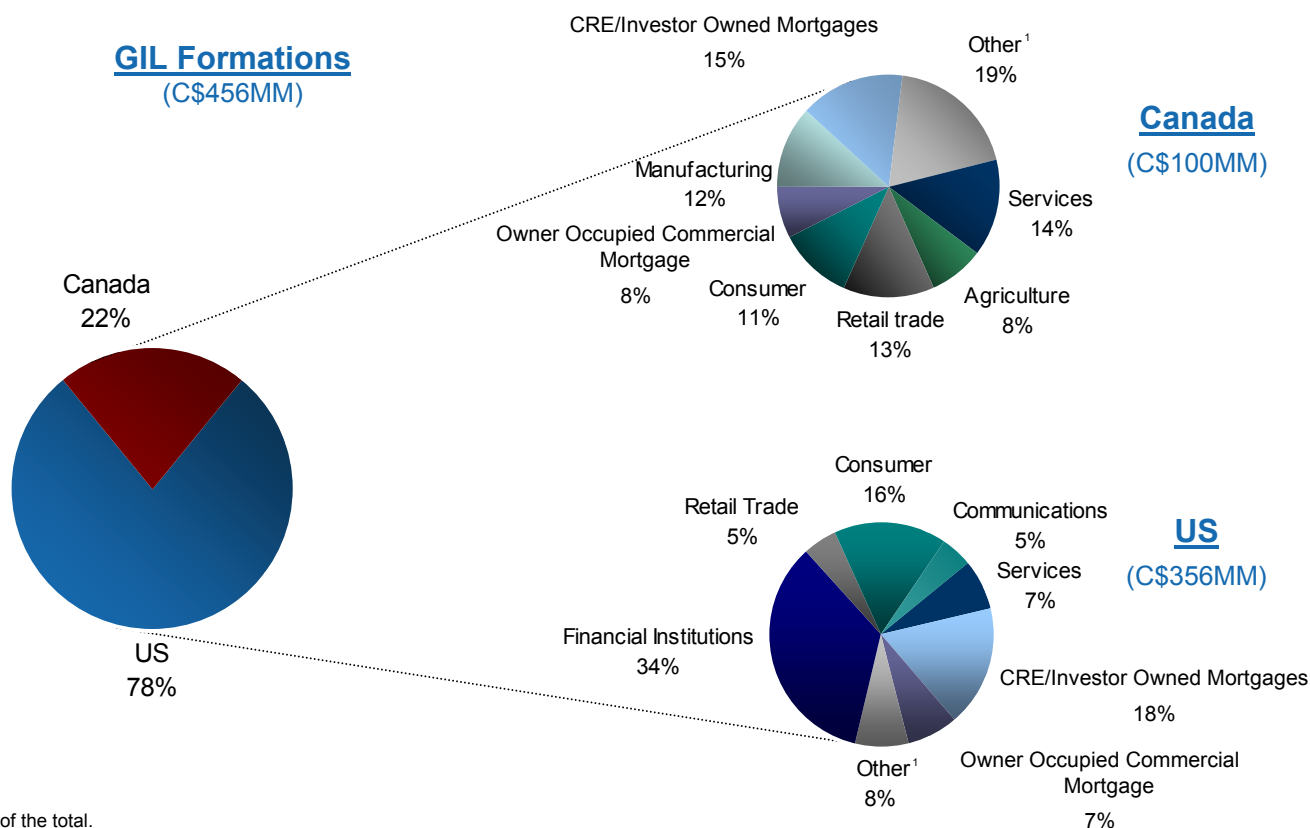 GIL Formations
(C$456MM)
Canada
22%
US
78%
CRE/Investor Owned Mortgages
15%
Other¹
19%
Canada
(C$100MM)
Manufacturing
12%
Services
14%
Owner Occupied Commercial
Mortgage
8%
Consumer
11%
Retail trade
13%
Agriculture
8%
Consumer
16%
Retail Trade
5%
Communications
5%
US
(C$356MM)
Services
7%
Financial Institutions
34%
CRE/Investor Owned Mortgages
18%
Other¹
8%
Owner Occupied Commercial
Mortgage
7%
of the total.